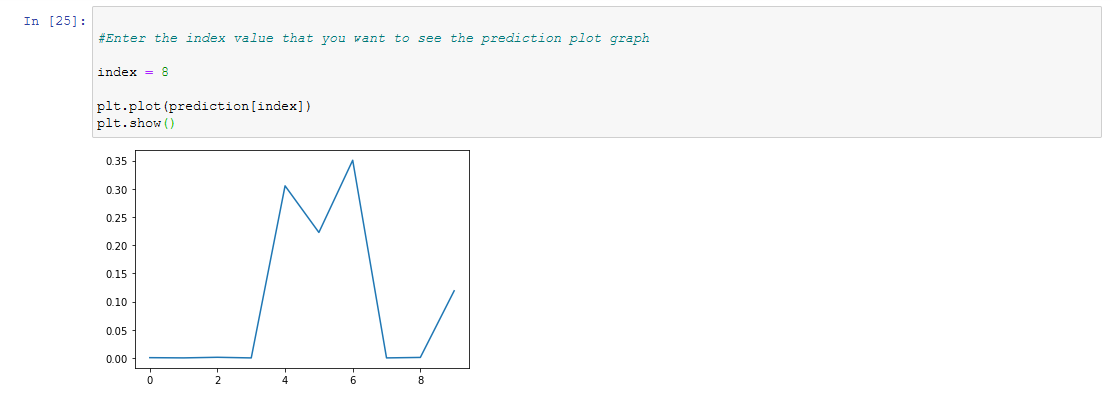 In [25]:
#Enter the index value that you want to see the prediction plot graph
index = 8
plt.plot(prediction[index])
plt.show()
0.35
0.30
0.25
0.20
0.15
0.10
0.05
0.00
0 2 4 6 8